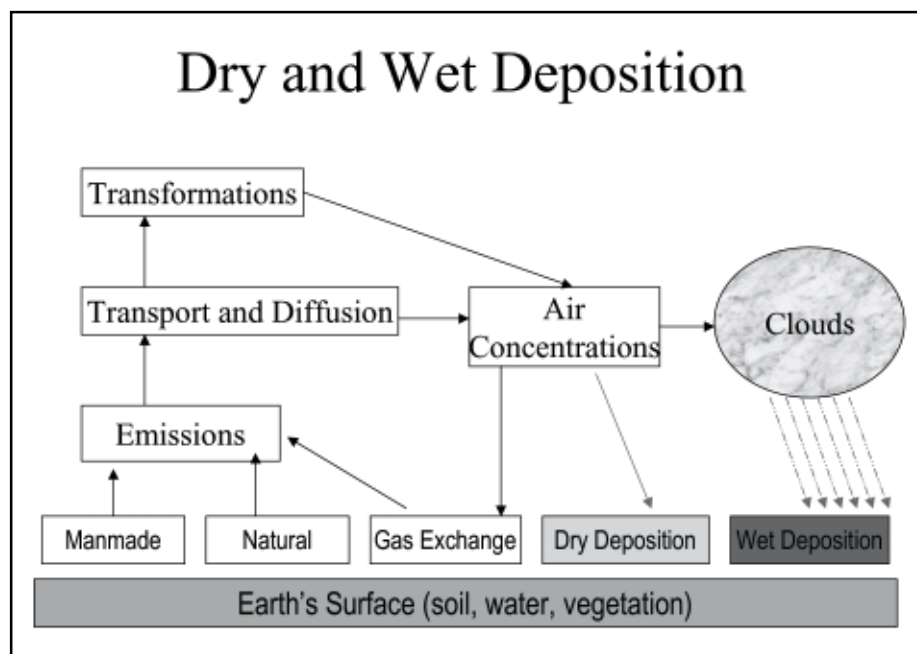 Dry and Wet Deposition
Transformations
Transport and Diffusion
Air
Concentrations
Clouds
Emissions
Manmade
Natural
Gas Exchange
Dry Deposition
Wet Deposition
Earth's Surface (soil, water, vegetation)